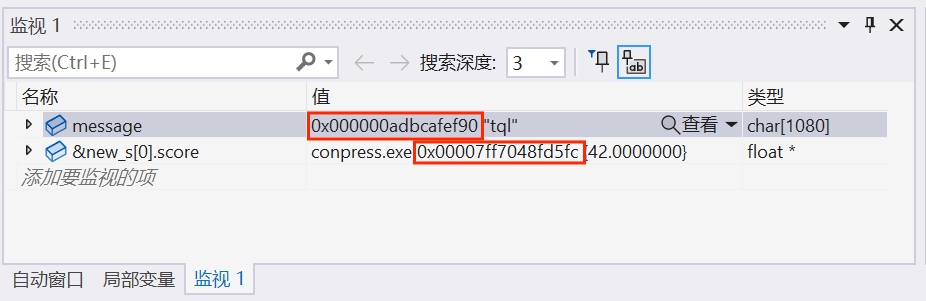 监视 1
搜索(Ctrl+E) 搜索深度: 3
名称 值 类型
message 0x000000adbcafef90 "tql" 查看 char[1080]
&new_s[0].score conpress.exe!0x00007ff7048fd5fc {42.0000000} float *
添加要监视的项
自动窗口 局部变量 监视 1